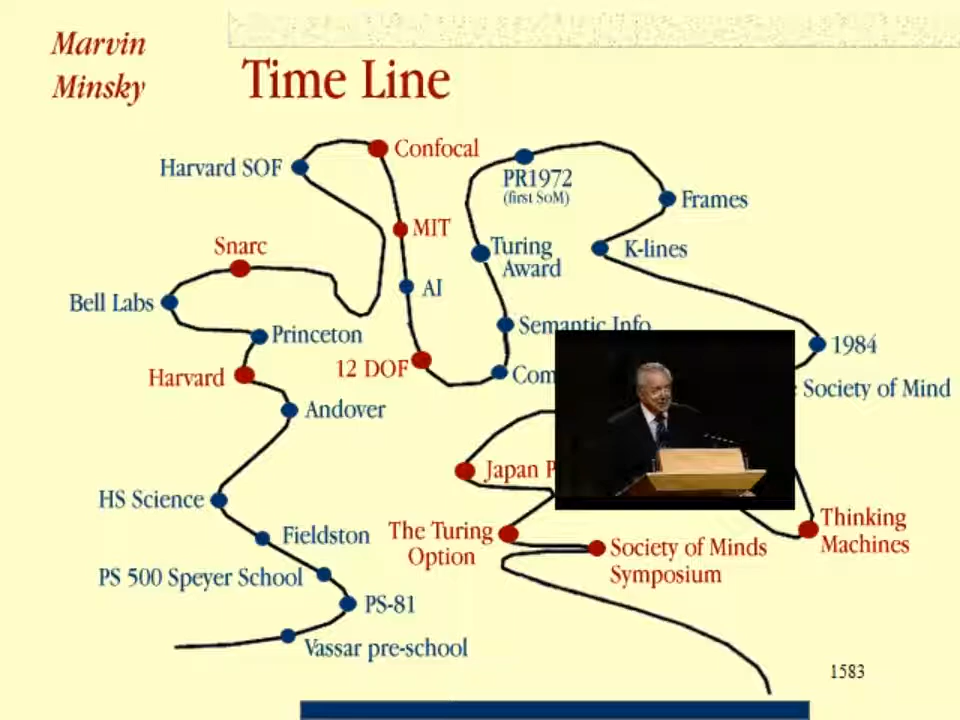 Marvin
Minsky
Time Line
Confocal
Harvard SOF
PR1972
(first SoM)
Frames
MIT
Snarc
Turing
Award
K-lines
AI
Bell Labs
Semantic Info
Princeton
1984
12 DOF
Harvard
Society of Mind
Andover
Japan
HS Science
Thinking
Machines
The Turing
Option
Fieldston
Society of Minds
Symposium
PS 500 Speyer School
PS-81
Vassar pre-school
1583